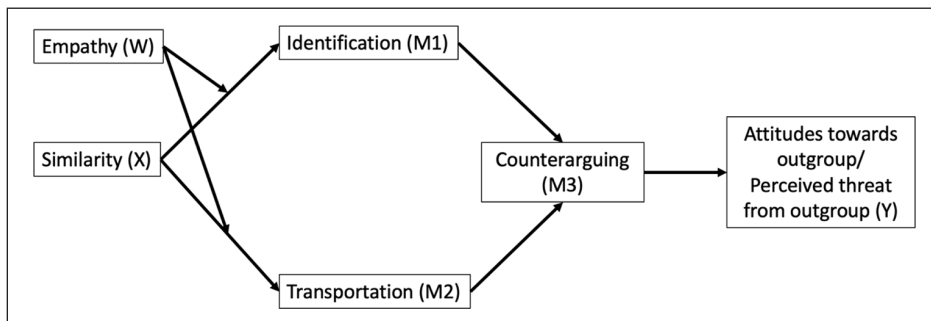 Empathy (W)
Identification (M1)
Similarity (X)
Counterarguing
(M3)
Attitudes towards
outgroup/
Perceived threat
from outgroup (Y)
Transportation (M2)